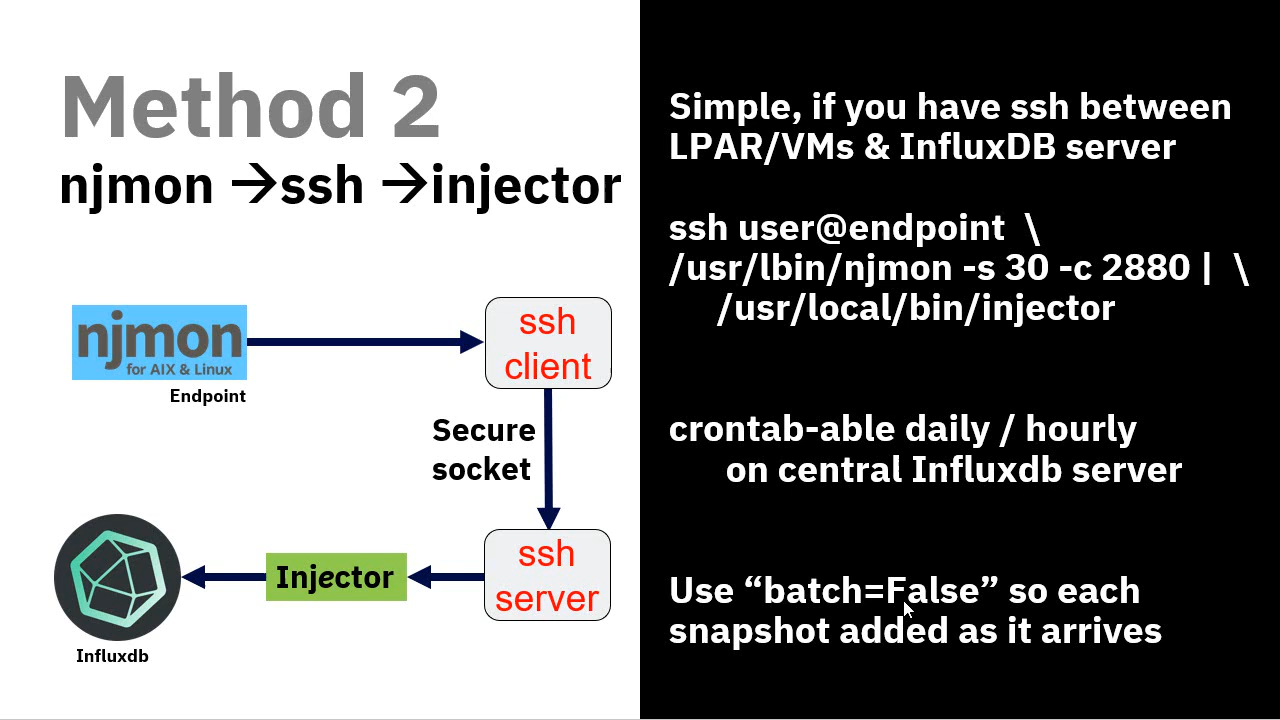 Method 2
njmon →ssh →injector
njmon
for AIX & Linux
Endpoint
ssh
client
Secure
socket
ssh
server
Injector
Influxdb
Simple, if you have ssh between
LPAR/VMs & InfluxDB server
ssh user@endpoint \
/usr/lbin/njmon -s 30 -c 2880 | \
/usr/local/bin/injector
crontab-able daily / hourly
on central Influxdb server
Use “batch=False” so each
snapshot added as it arrives